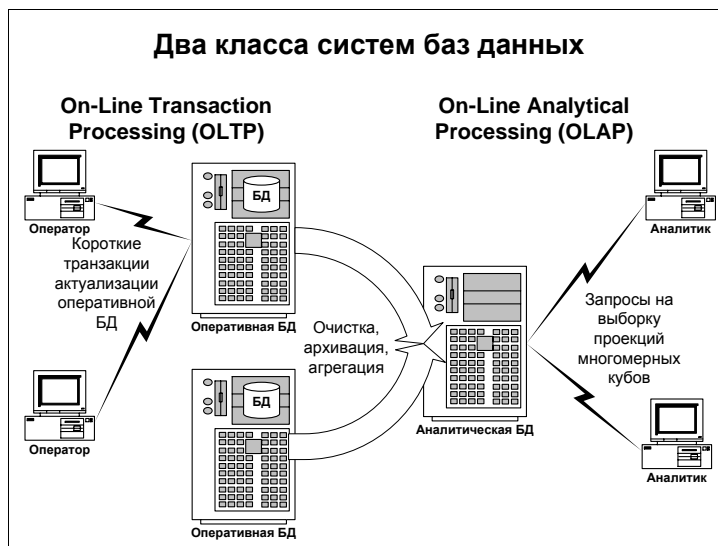 Два класса систем баз данных
On-Line Transaction
Processing (OLTP)
On-Line Analytical
Processing (OLAP)
Оператор
Короткие
транзакции
актуализации
оперативной
БД
Оператор
БД
Оперативная БД
БД
Оперативная БД
Очистка,
архивация,
агрегация
Аналитическая БД
Аналитик
Запросы на
выборку
проекций
многомерных
кубов
Аналитик